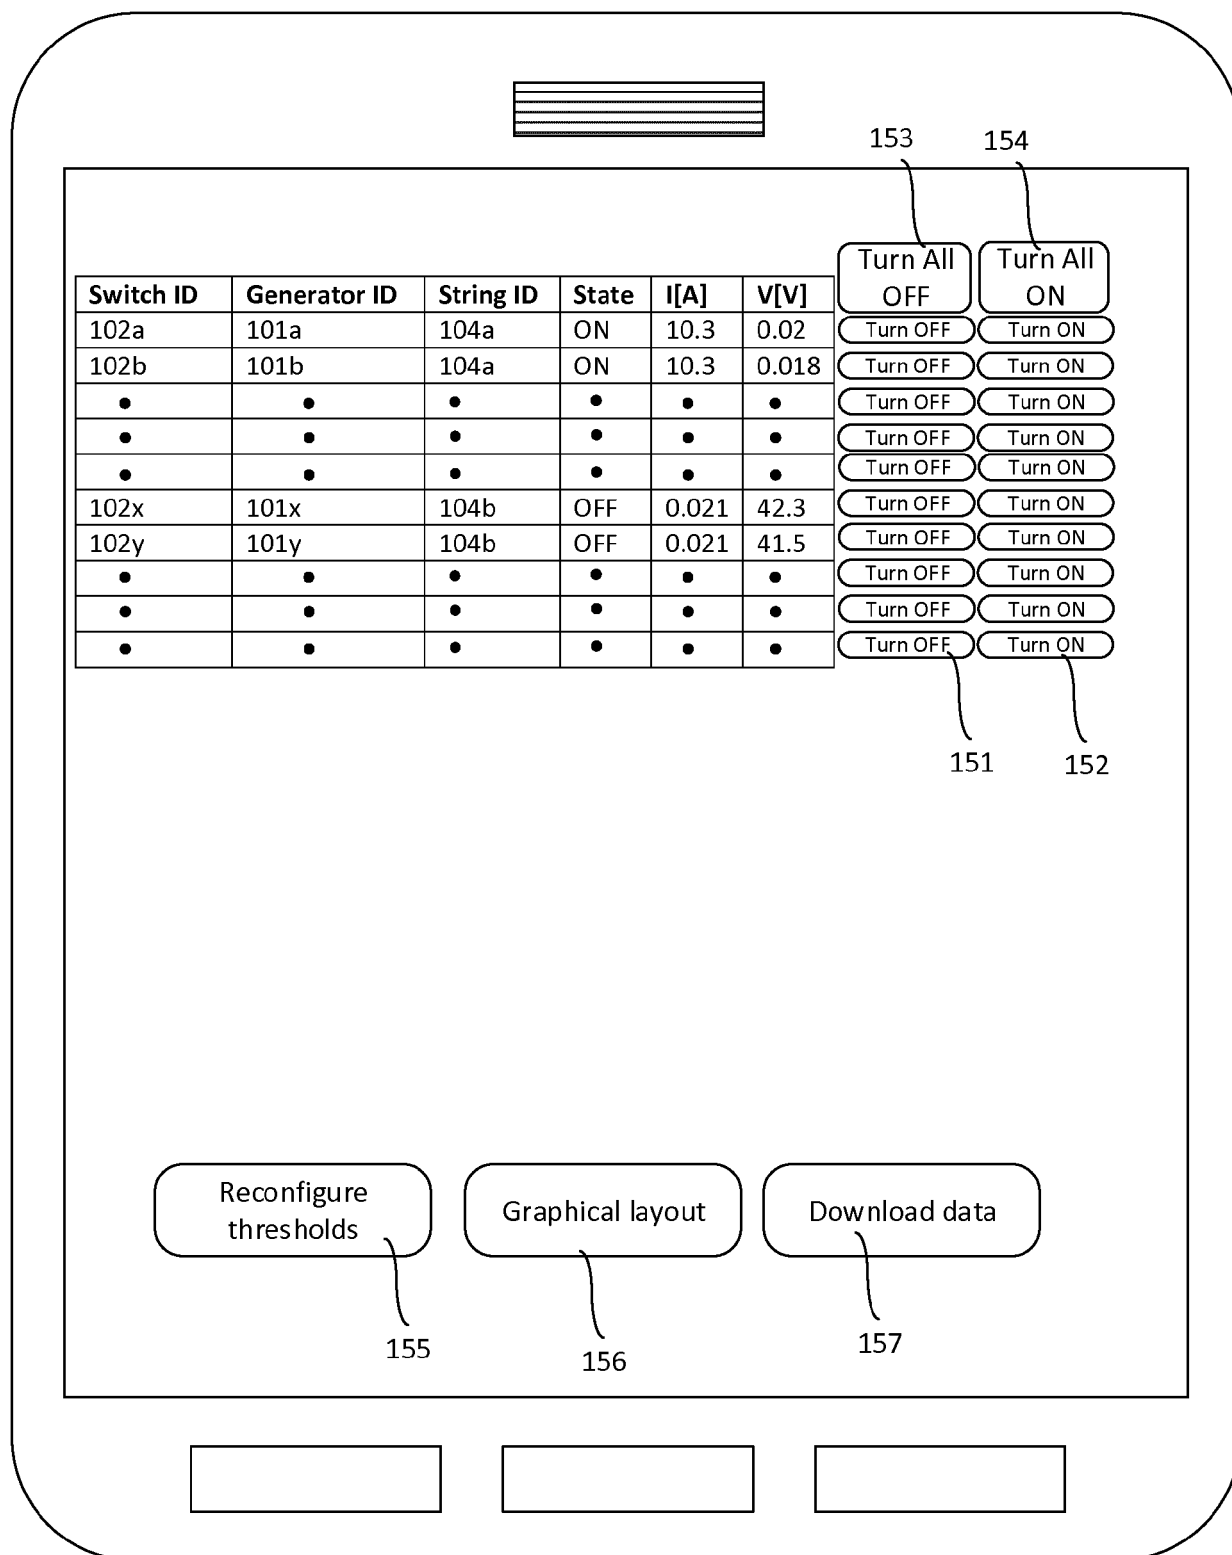 153 154
Turn All OFF Turn All ON
Switch ID Generator ID String ID State I[A] V[V]
102a 101a 104a ON 10.3 0.02 Turn OFF Turn ON
102b 101b 104a ON 10.3 0.018 Turn OFF Turn ON
• • • • • • Turn OFF Turn ON
• • • • • • Turn OFF Turn ON
• • • • • • Turn OFF Turn ON
102x 101x 104b OFF 0.021 42.3 Turn OFF Turn ON
102y 101y 104b OFF 0.021 41.5 Turn OFF Turn ON
• • • • • • Turn OFF Turn ON
• • • • • • Turn OFF Turn ON
• • • • • • Turn OFF Turn ON
151 152
Reconfigure
thresholds
Graphical layout
Download data
155 156 157